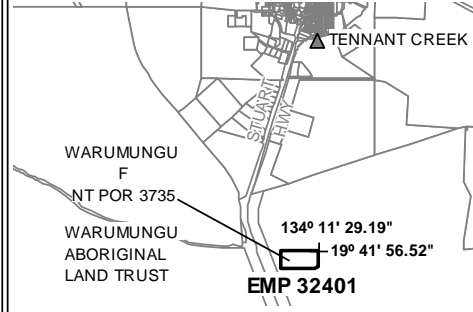 TENNANT CREEK
STUART HWY
WARUMUNGU
F
NT POR 3735
WARUMUNGU
ABORIGINAL
LAND TRUST
134º 11' 29.19"
19º 41' 56.52"
EMP 32401